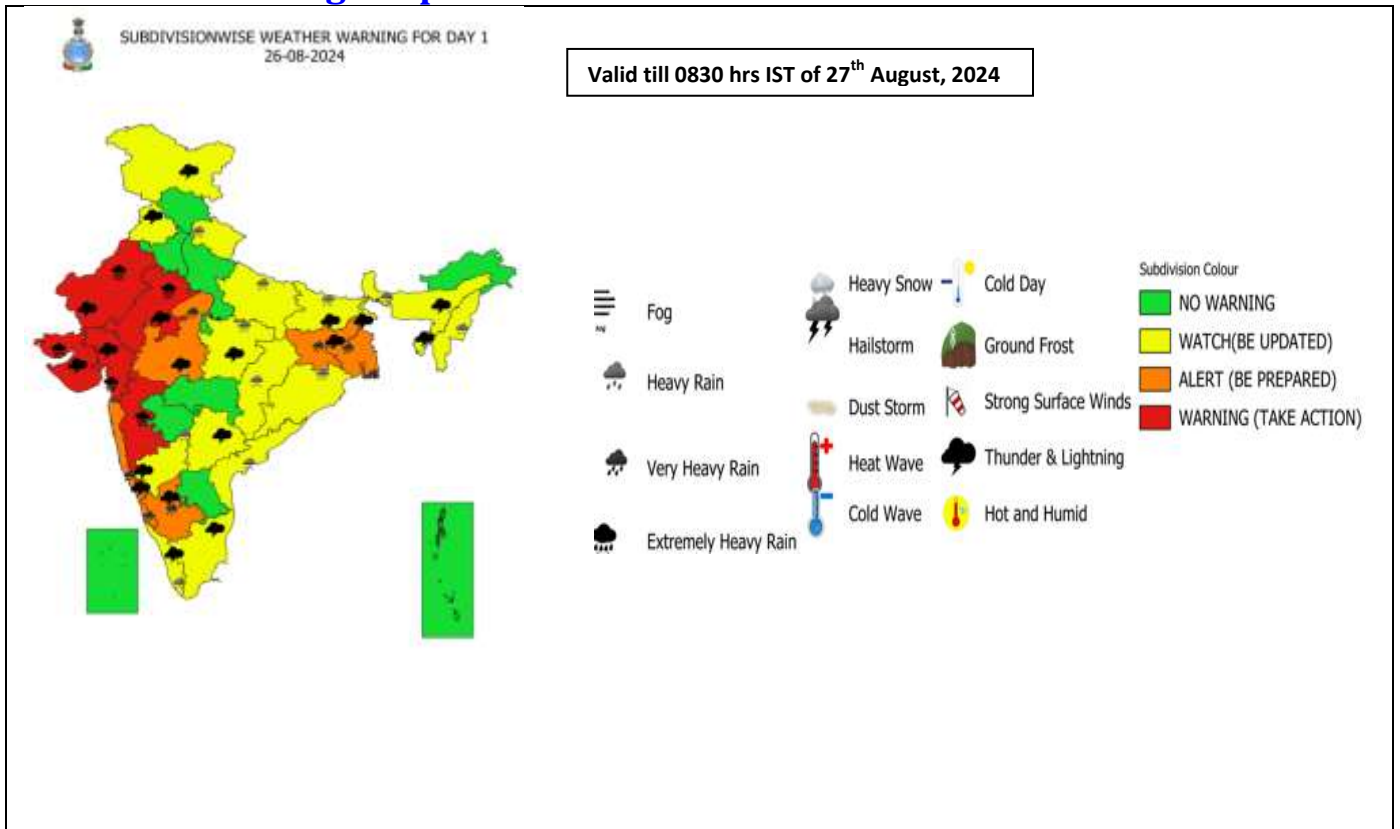 SUBDIVISIONWISE WEATHER WARNING FOR DAY 1
26-08-2024
Valid till 0830 hrs IST of 27th August, 2024
Fog
Heavy Rain
Very Heavy Rain
Extremely Heavy Rain
Heavy Snow
Hailstorm
Dust Storm
Heat Wave
Cold Wave
Cold Day
Ground Frost
Strong Surface Winds
Thunder & Lightning
Hot and Humid
Subdivision Colour
NO WARNING
WATCH(BE UPDATED)
ALERT (BE PREPARED)
WARNING (TAKE ACTION)